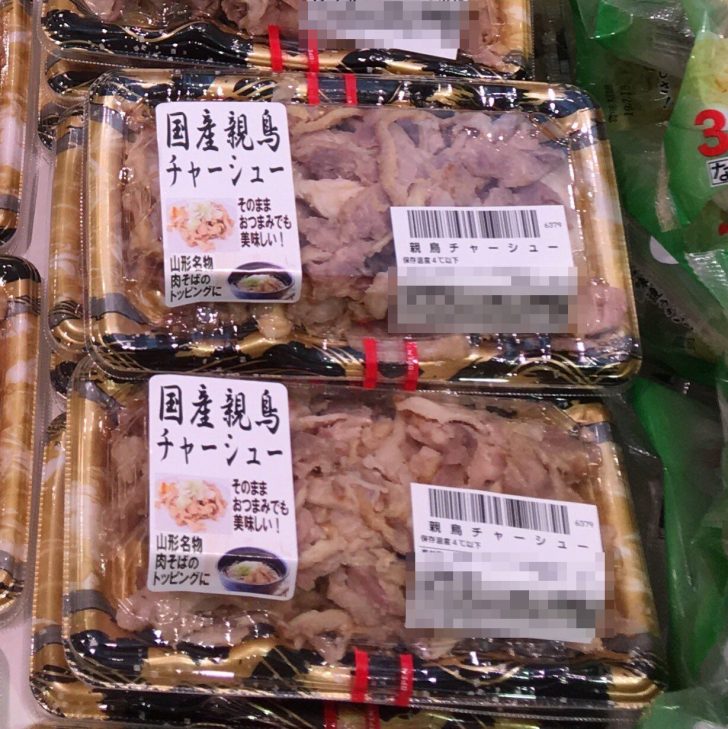 国産親鳥
チャーシュー
そのまま
おつまみでも
美味しい!
山形名物
肉そばの
トッピングに
6379
親鳥チャーシュー
保存温度4℃以下
国産親鳥
チャーシュー
そのまま
おつまみでも
美味しい!
山形名物
肉そばの
トッピングに
6379
親鳥チャーシュー
保存温度4℃以下
3
な